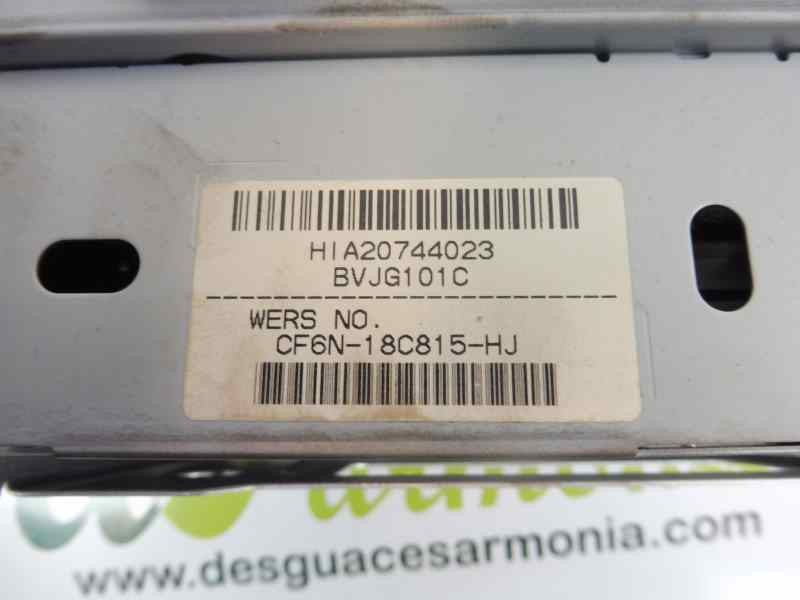 HIA20744023
BVJG101C
WERS NO.
CF6N-18C815-HJ
www.desguacesarmonia.com